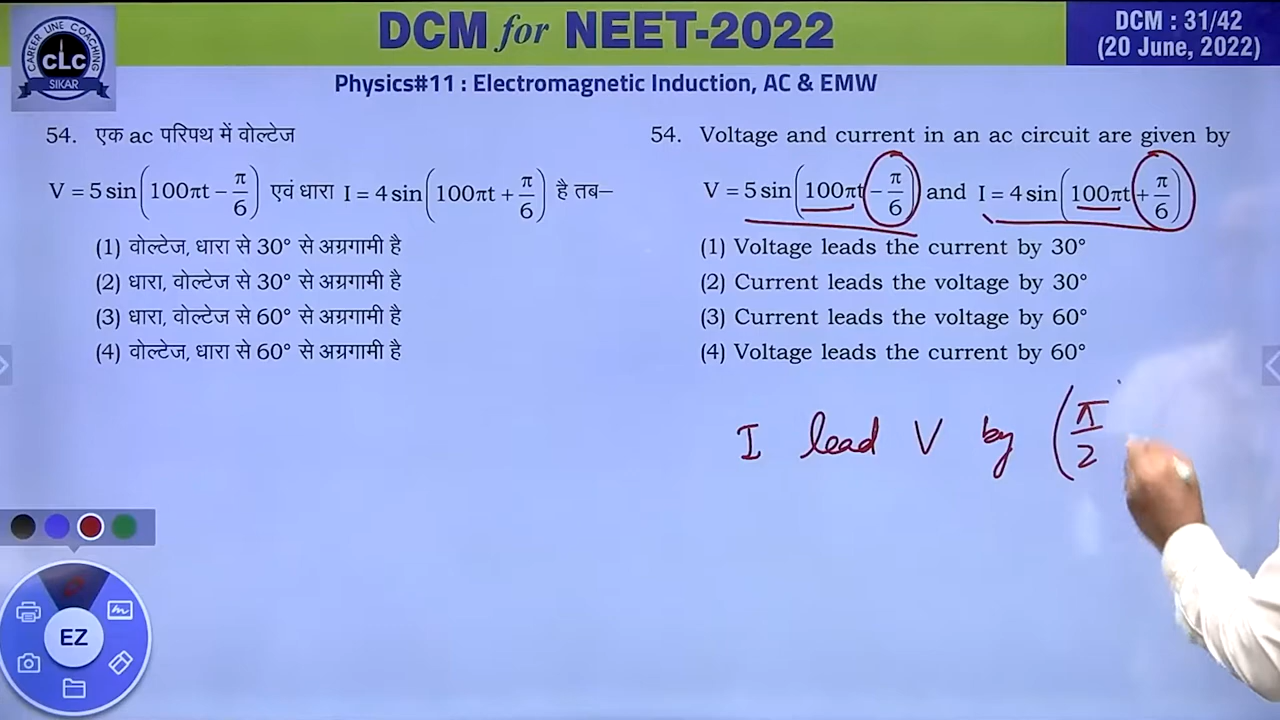 CAREER LINE COACHING
CLC
SIKAR
DCM for NEET-2022
DCM : 31/42
(20 June, 2022)
Physics#11 : Electromagnetic Induction, AC & EMW
54. एक ac परिपथ में वोल्टेज
V = 5 sin(100πt − π/6) एवं धारा I = 4 sin(100πt + π/6) है तब−
(1) वोल्टेज, धारा से 30° से अग्रगामी है
(2) धारा, वोल्टेज से 30° से अग्रगामी है
(3) धारा, वोल्टेज से 60° से अग्रगामी है
(4) वोल्टेज, धारा से 60° से अग्रगामी है
54. Voltage and current in an ac circuit are given by
V = 5 sin(100πt − π/6) and I = 4 sin(100πt + π/6)
(1) Voltage leads the current by 30°
(2) Current leads the voltage by 30°
(3) Current leads the voltage by 60°
(4) Voltage leads the current by 60°
I lead V by (π/2
EZ